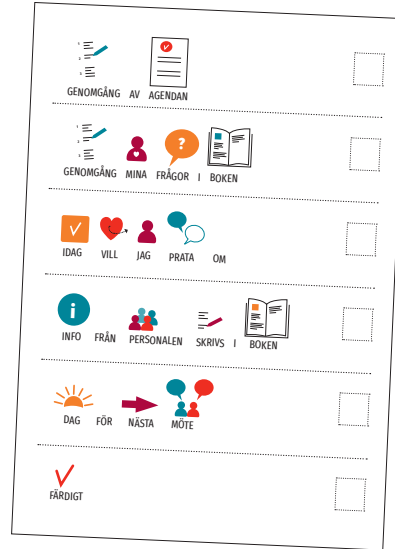 GENOMGÅNG AV AGENDAN
GENOMGÅNG MINA FRÅGOR I BOKEN
IDAG VILL JAG PRATA OM
INFO FRÅN PERSONALEN SKRIVS I BOKEN
DAG FÖR NÄSTA MÖTE
FÄRDIGT